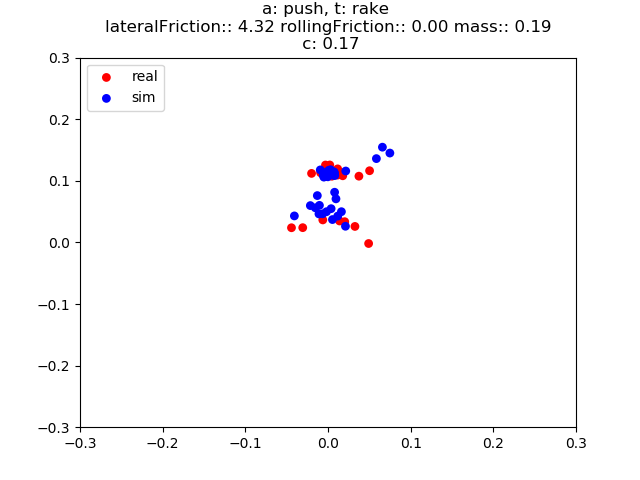 a: push, t: rake
lateralFriction:: 4.32 rollingFriction:: 0.00 mass:: 0.19
c: 0.17
real
sim
0.3
0.2
0.1
0.0
−0.1
−0.2
−0.3
−0.3
−0.2
−0.1
0.0
0.1
0.2
0.3